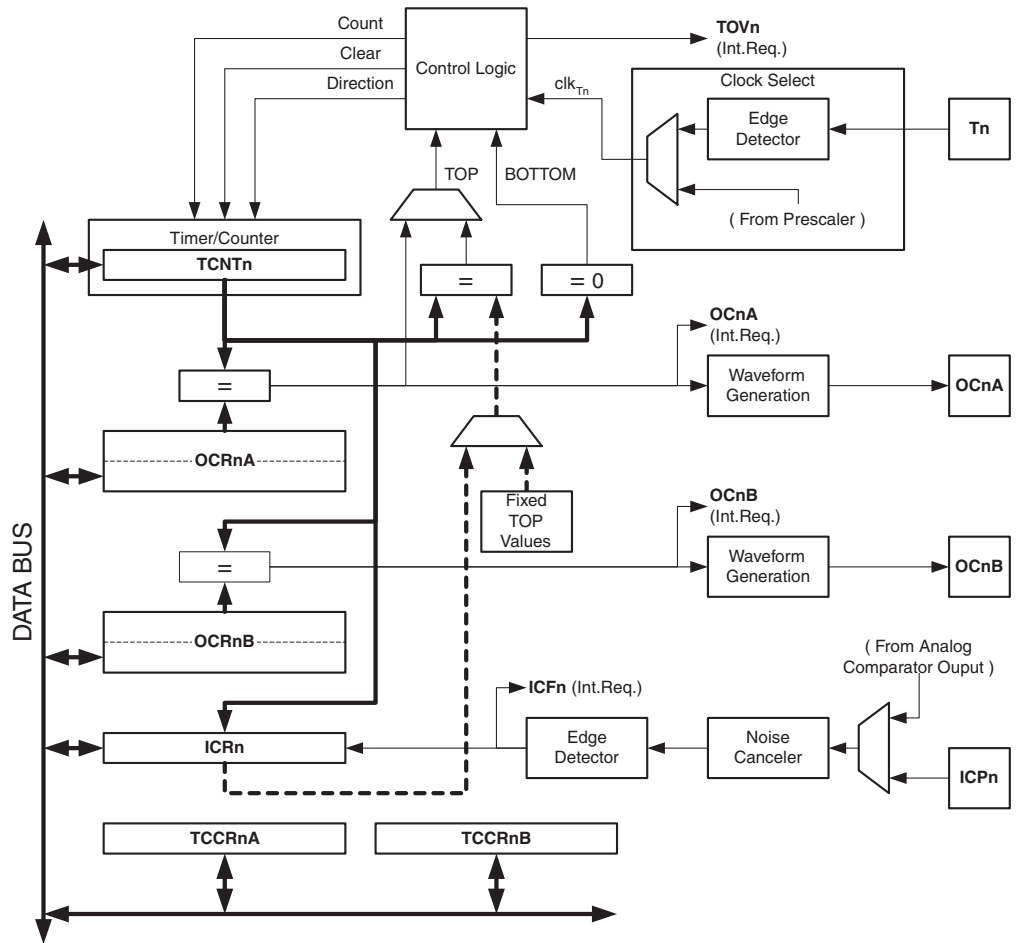 Count
Clear
Direction
Control Logic
TOVn
(Int.Req.)
clkTn
Clock Select
Edge
Detector
Tn
( From Prescaler )
TOP
BOTTOM
Timer/Counter
TCNTn
=
= 0
=
OCnA
(Int.Req.)
Waveform
Generation
OCnA
OCRnA
Fixed
TOP
Values
OCnB
(Int.Req.)
=
Waveform
Generation
OCnB
OCRnB
DATA BUS
( From Analog
Comparator Ouput )
ICFn (Int.Req.)
ICRn
Edge
Detector
Noise
Canceler
ICPn
TCCRnA
TCCRnB